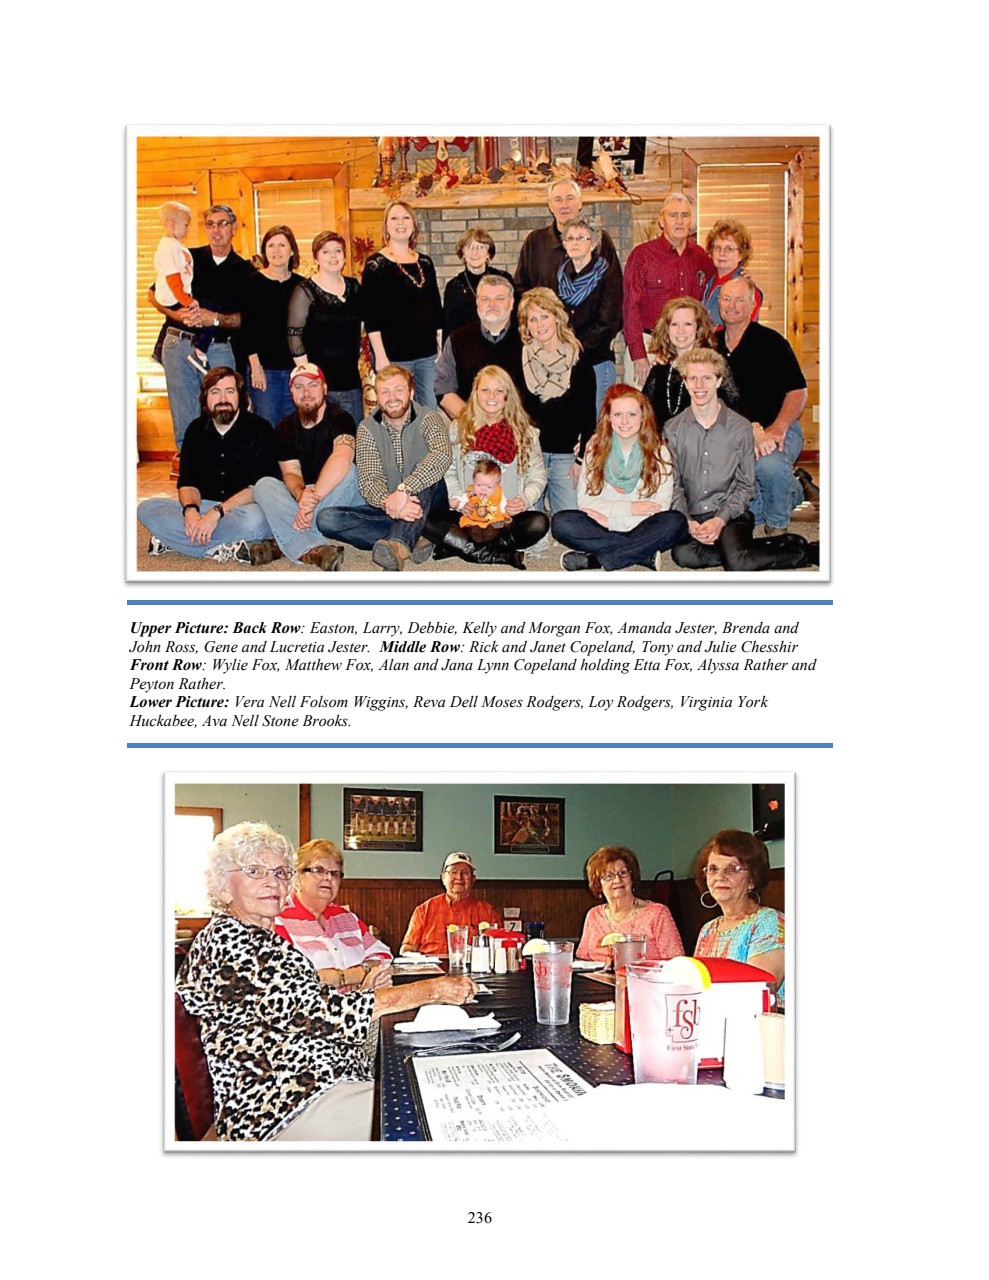 Upper Picture: Back Row: Easton, Larry, Debbie, Kelly and Morgan Fox, Amanda Jester, Brenda and
John Ross, Gene and Lucretia Jester.  Middle Row: Rick and Janet Copeland, Tony and Julie Chesshir
Front Row: Wylie Fox, Matthew Fox, Alan and Jana Lynn Copeland holding Etta Fox, Alyssa Rather and
Peyton Rather.
Lower Picture: Vera Nell Folsom Wiggins, Reva Dell Moses Rodgers, Loy Rodgers, Virginia York
Huckabee, Ava Nell Stone Brooks.
7
fsb
First Stat
236